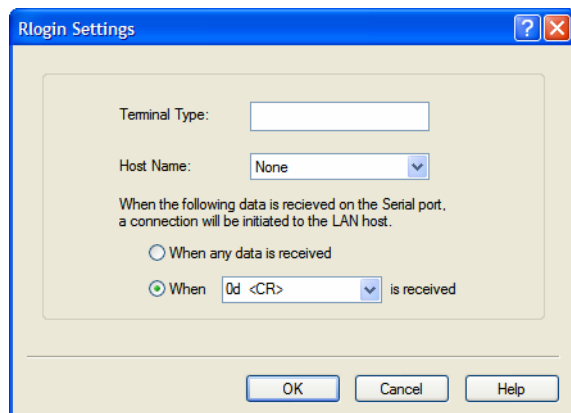 Rlogin Settings
Terminal Type:
Host Name: None
When the following data is recieved on the Serial port,
a connection will be initiated to the LAN host.
When any data is received
When 0d <CR> is received
OK Cancel Help